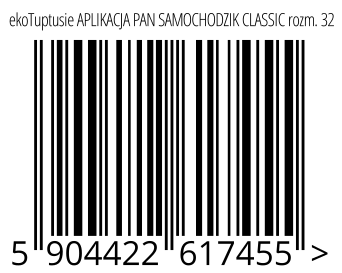 ekoTuptusie APLIKACJA PAN SAMOCHODZIK CLASSIC rozm. 32
5 904422 617455 >